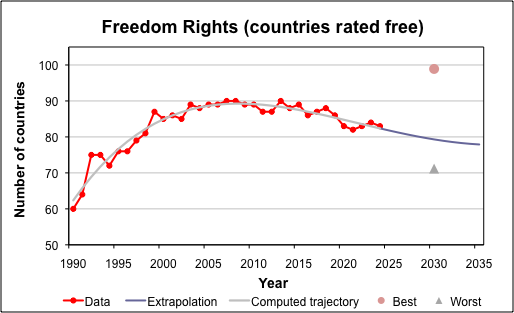 Freedom Rights (countries rated free)
Number of countries
100
90
80
70
60
50
1990 1995 2000 2005 2010 2015 2020 2025 2030 2035
Year
Data Extrapolation Computed trajectory Best Worst